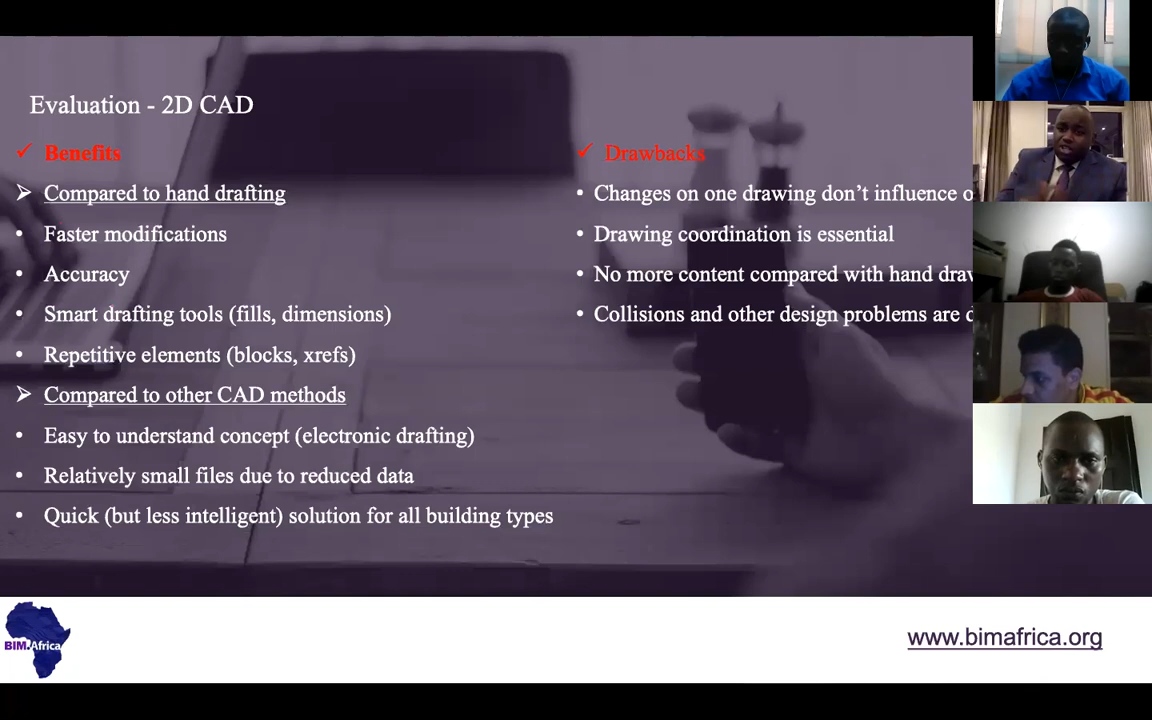 Evaluation - 2D CAD
✓ Benefits
➢ Compared to hand drafting
• Faster modifications
• Accuracy
• Smart drafting tools (fills, dimensions)
• Repetitive elements (blocks, xrefs)
➢ Compared to other CAD methods
• Easy to understand concept (electronic drafting)
• Relatively small files due to reduced data
• Quick (but less intelligent) solution for all building types
✓ Drawbacks
• Changes on one drawing don’t influence
• Drawing coordination is essential
• No more content compared with hand
• Collisions and other design problems are
BIM.Africa
www.bimafrica.org